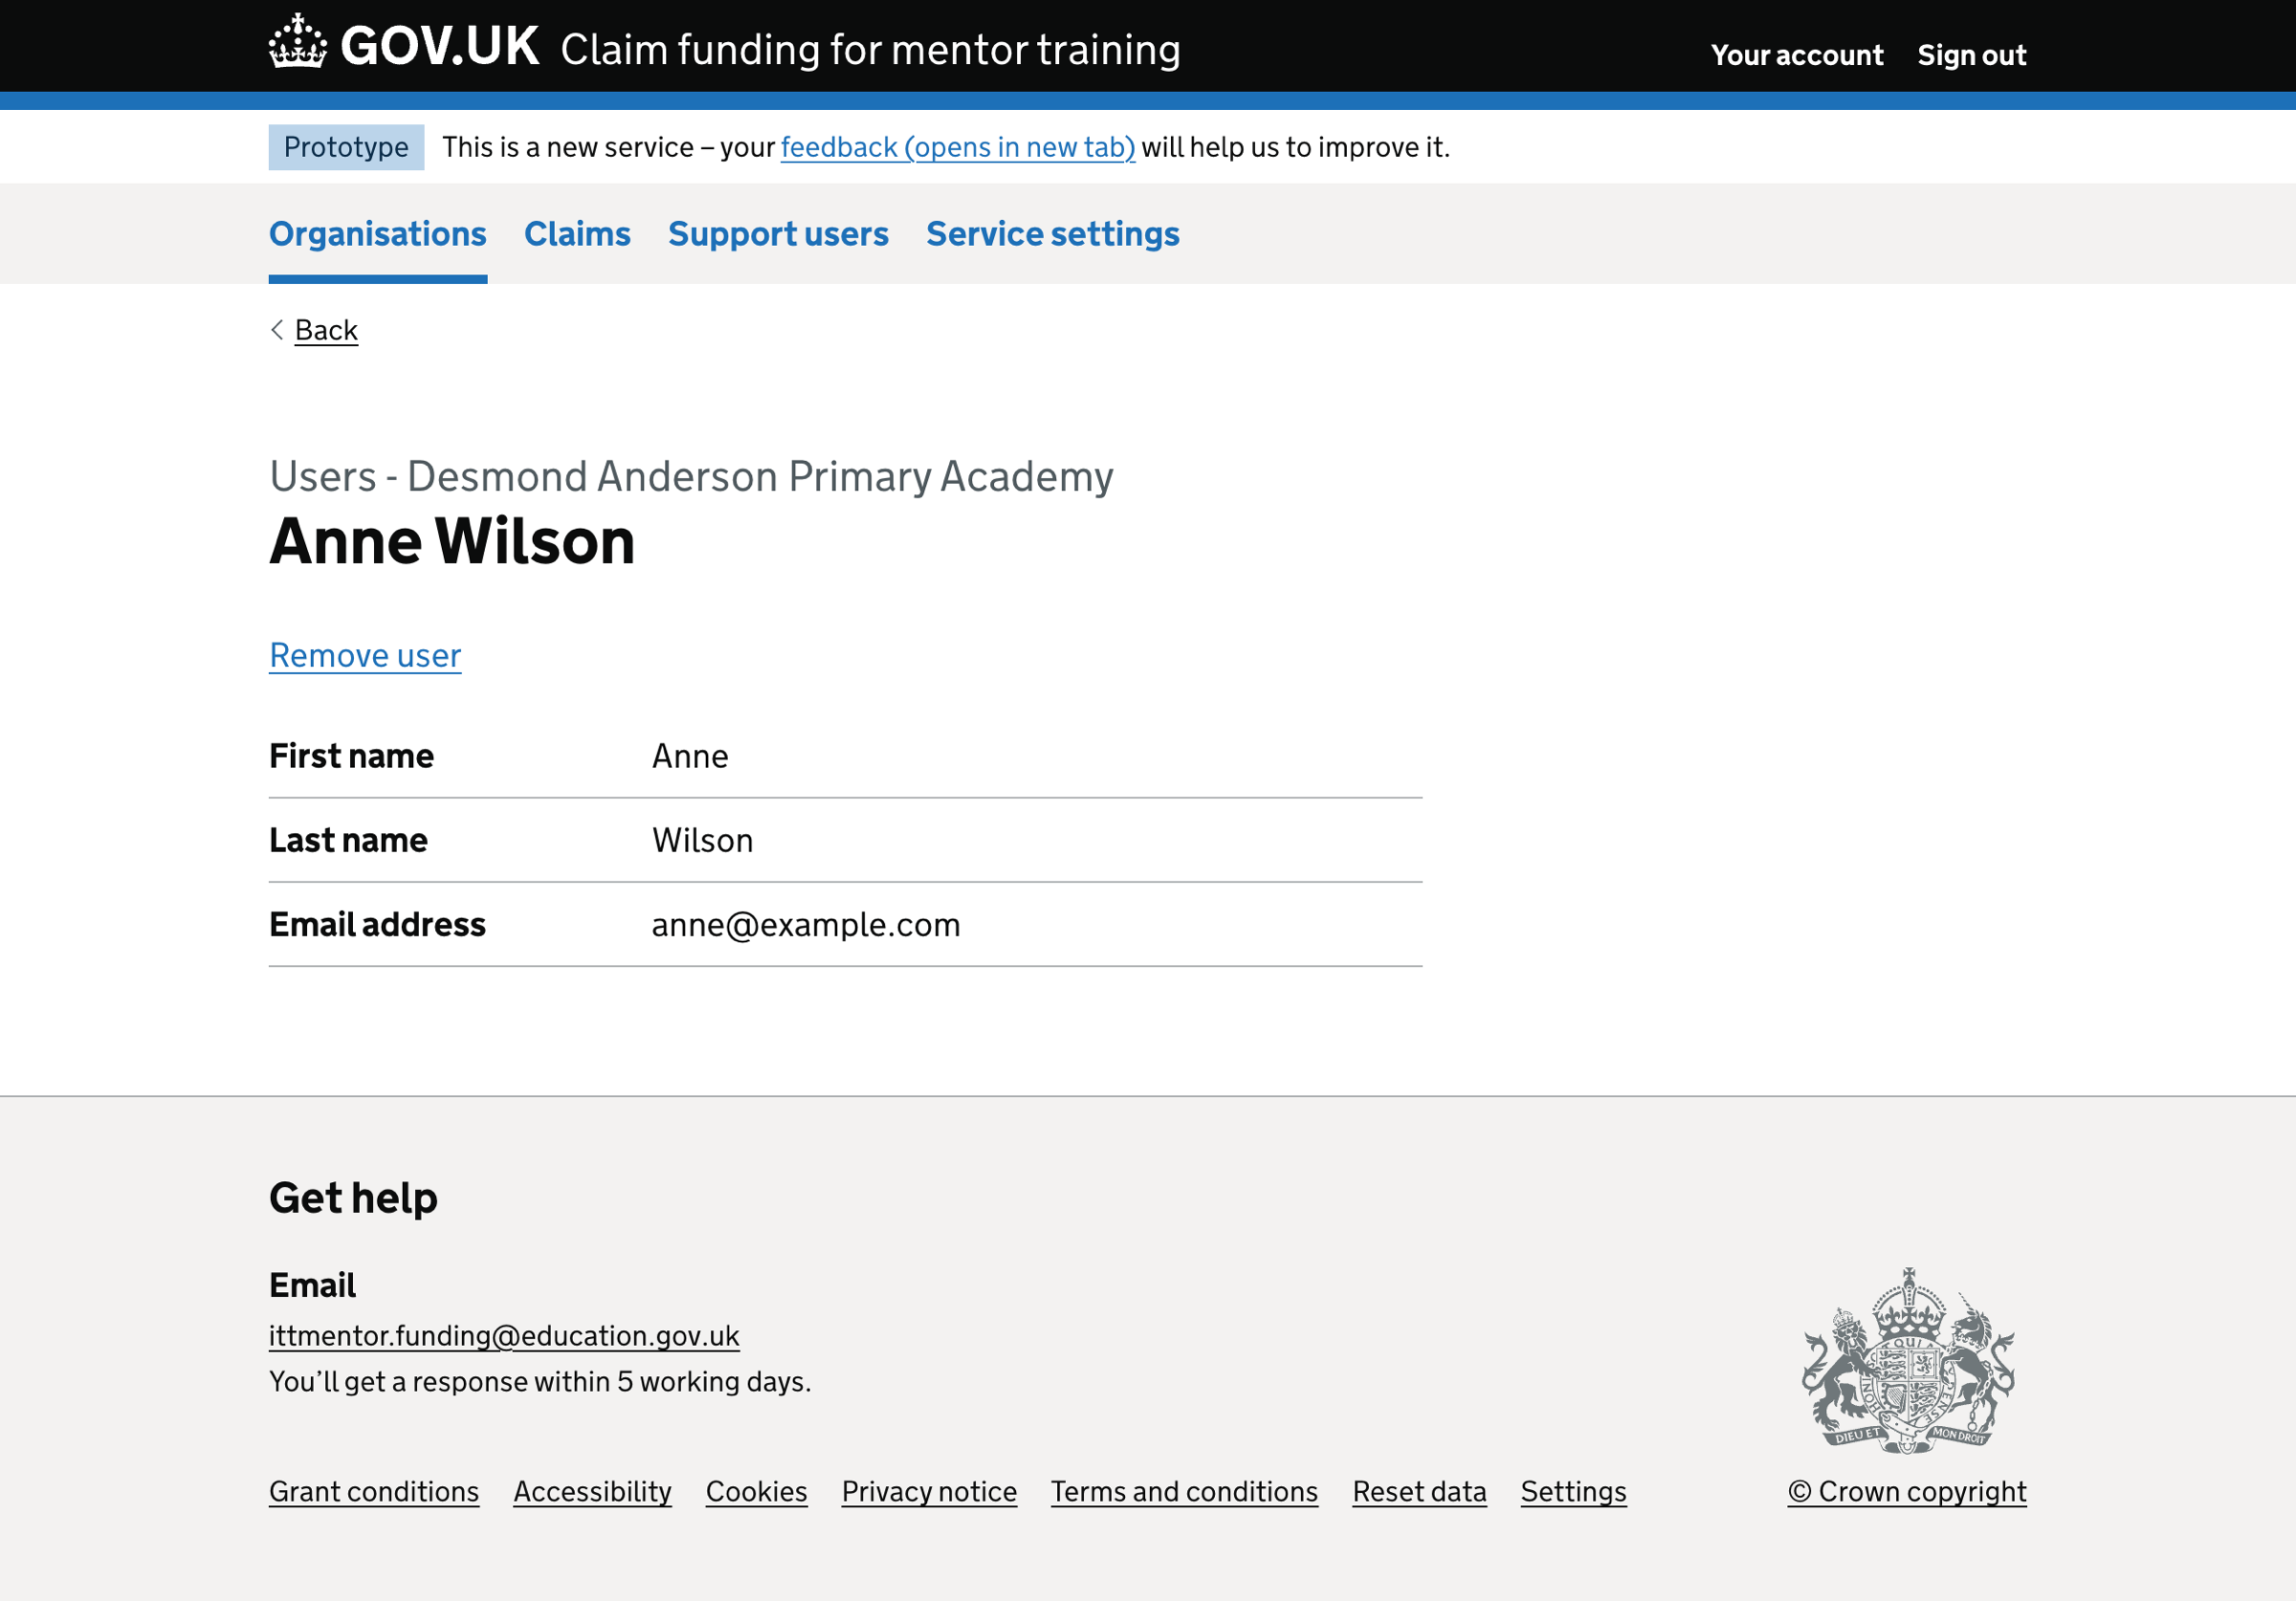 GOV.UK Claim funding for mentor training
Your account Sign out
Prototype This is a new service – your feedback (opens in new tab) will help us to improve it.
Organisations Claims Support users Service settings
Back
Users - Desmond Anderson Primary Academy
Anne Wilson
Remove user
First name Anne
Last name Wilson
Email address anne@example.com
Get help
Email
ittmentor.funding@education.gov.uk
You’ll get a response within 5 working days.
DIEU ET MON DROIT
Grant conditions Accessibility Cookies Privacy notice Terms and conditions Reset data Settings
© Crown copyright